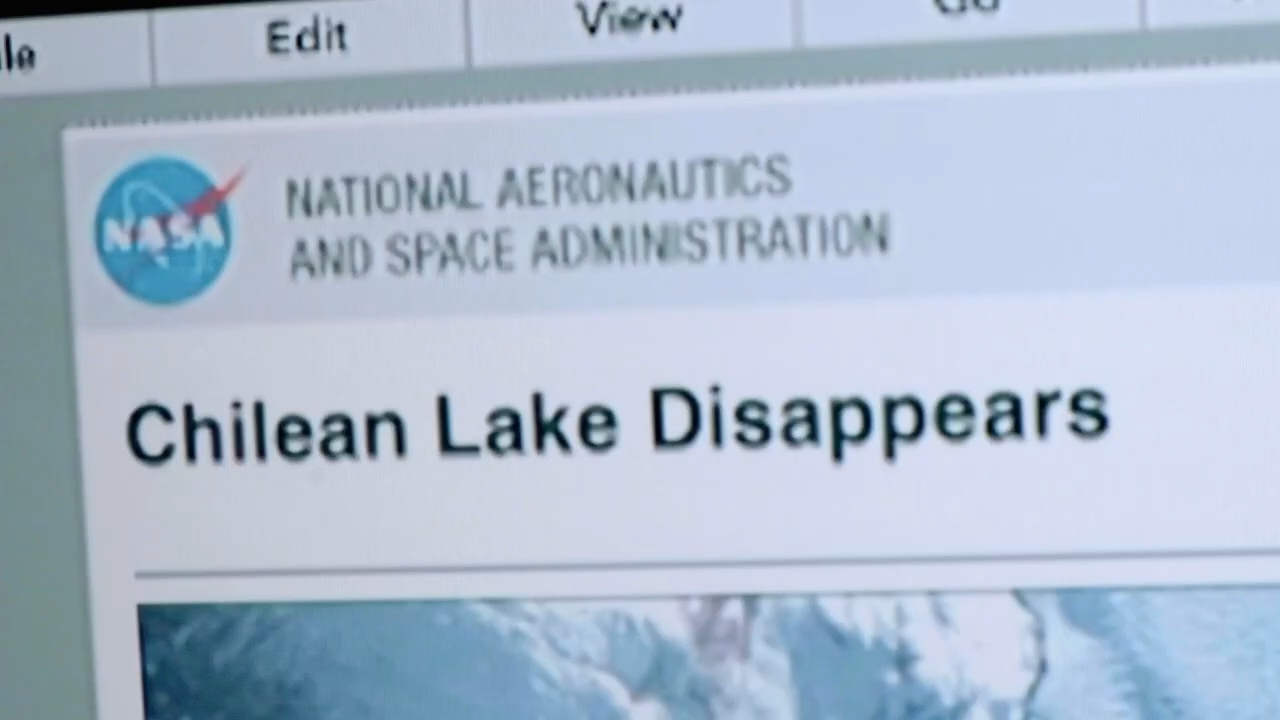 Edit
View
NASA
NATIONAL AERONAUTICS
AND SPACE ADMINISTRATION
Chilean Lake Disappears